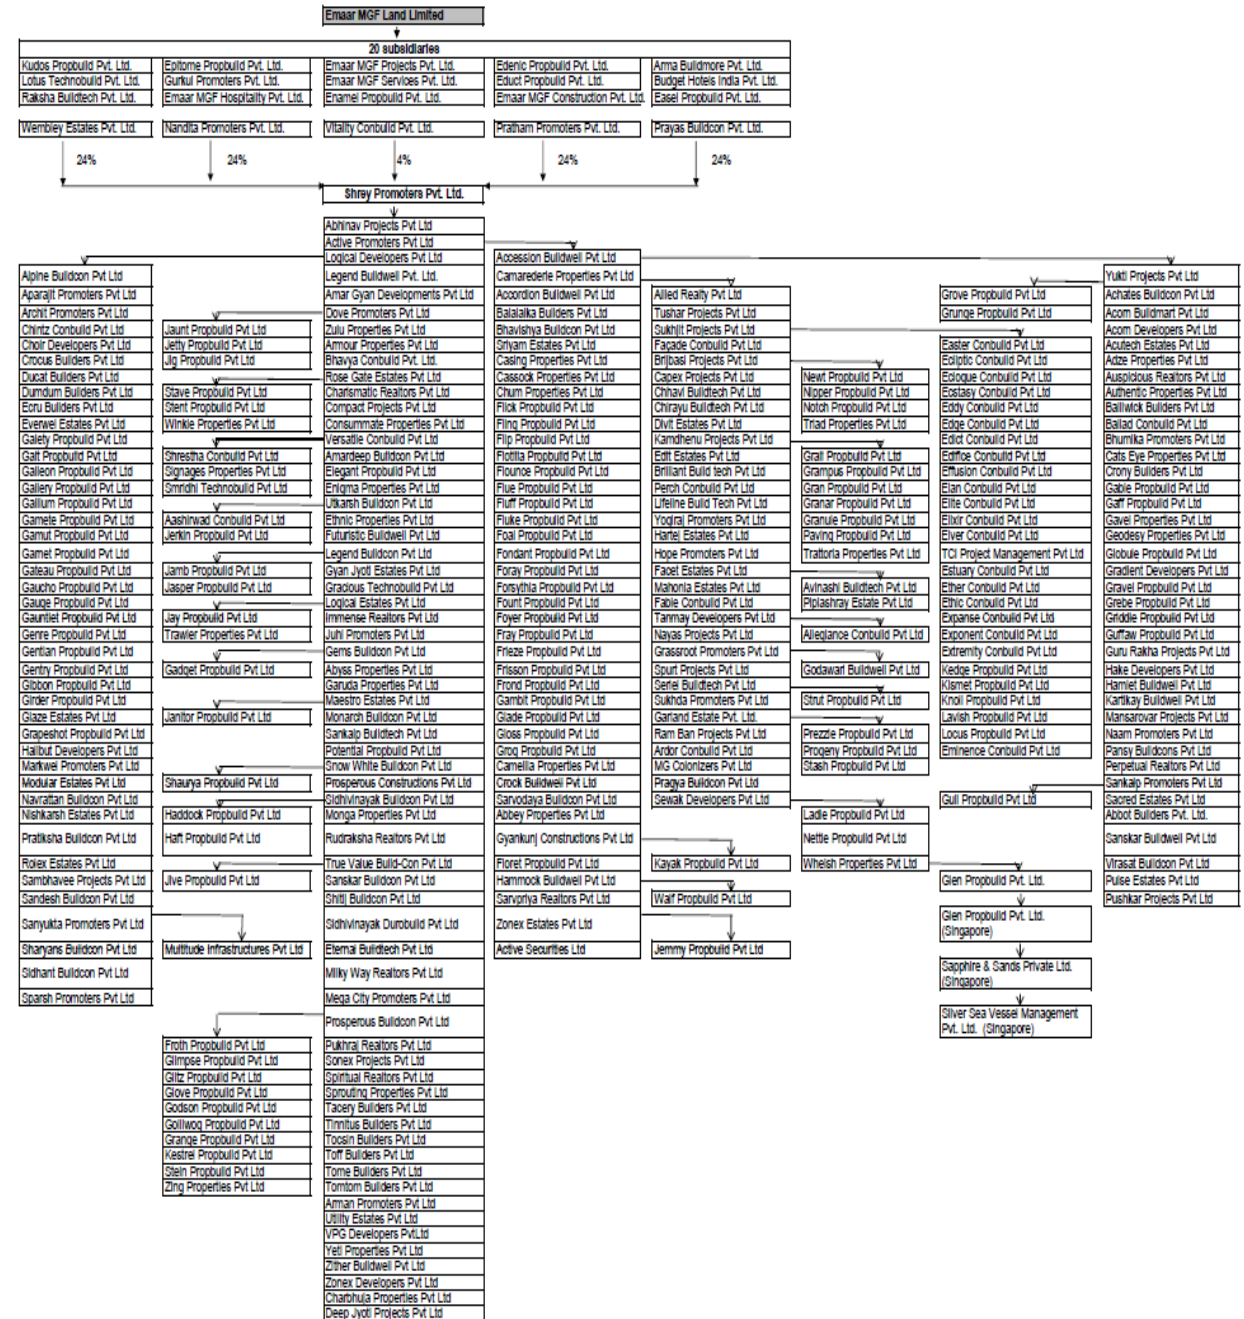 Emaar MGF Land Limited
20 subsidiaries
Kudos Propbuild Pvt. Ltd.
Epitome Propbuild Pvt. Ltd.
Emaar MGF Projects Pvt. Ltd.
Edenic Propbuild Pvt. Ltd.
Arma Buildmore Pvt. Ltd.
Lotus Technobuild Pvt. Ltd.
Gurkul Promoters Pvt. Ltd.
Emaar MGF Services Pvt. Ltd.
Educt Propbuild Pvt. Ltd.
Budget Hotels India Pvt. Ltd.
Raksha Buildtech Pvt. Ltd.
Emaar MGF Hospitality Pvt. Ltd.
Enamel Propbuild Pvt. Ltd.
Emaar MGF Construction Pvt. Ltd.
Easel Propbuild Pvt. Ltd.
Wembley Estates Pvt. Ltd.
Nandita Promoters Pvt. Ltd.
Vitality Conbuild Pvt. Ltd.
Pratham Promoters Pvt. Ltd.
Prayas Buildcon Pvt. Ltd.
24%
24%
4%
24%
24%
Shrey Promoters Pvt. Ltd.
Alpine Buildcon Pvt Ltd
Aparajit Promoters Pvt Ltd
Archit Promoters Pvt Ltd
Chintz Conbuild Pvt Ltd
Choir Developers Pvt Ltd
Crocus Builders Pvt Ltd
Ducat Builders Pvt Ltd
Dumdum Builders Pvt Ltd
Ecru Builders Pvt Ltd
Everwel Estates Pvt Ltd
Gaiety Propbuild Pvt Ltd
Gait Propbuild Pvt Ltd
Galleon Propbuild Pvt Ltd
Gallery Propbuild Pvt Ltd
Gallium Propbuild Pvt Ltd
Gamete Propbuild Pvt Ltd
Gamut Propbuild Pvt Ltd
Garnet Propbuild Pvt Ltd
Gateau Propbuild Pvt Ltd
Gaucho Propbuild Pvt Ltd
Gauge Propbuild Pvt Ltd
Gauntlet Propbuild Pvt Ltd
Genre Propbuild Pvt Ltd
Gentian Propbuild Pvt Ltd
Gentry Propbuild Pvt Ltd
Gibbon Propbuild Pvt Ltd
Girder Propbuild Pvt Ltd
Glaze Estates Pvt Ltd
Grapeshot Propbuild Pvt Ltd
Halibut Developers Pvt Ltd
Markwel Promoters Pvt Ltd
Modular Estates Pvt Ltd
Navrattan Buildcon Pvt Ltd
Nishkarsh Estates Pvt Ltd
Pratiksha Buildcon Pvt Ltd
Rolex Estates Pvt Ltd
Sambhavee Projects Pvt Ltd
Sandesh Buildcon Pvt Ltd
Sanyukta Promoters Pvt Ltd
Sharyans Buildcon Pvt Ltd
Sidhant Buildcon Pvt Ltd
Sparsh Promoters Pvt Ltd
Jaunt Propbuild Pvt Ltd
Jetty Propbuild Pvt Ltd
Jig Propbuild Pvt Ltd
Stave Propbuild Pvt Ltd
Stent Propbuild Pvt Ltd
Winkle Properties Pvt Ltd
Shrestha Conbuild Pvt Ltd
Signages Properties Pvt Ltd
Smridhi Technobuild Pvt Ltd
Aashirwad Conbuild Pvt Ltd
Jerkin Propbuild Pvt Ltd
Jamb Propbuild Pvt Ltd
Jasper Propbuild Pvt Ltd
Jay Propbuild Pvt Ltd
Trawler Properties Pvt Ltd
Gadget Propbuild Pvt Ltd
Janitor Propbuild Pvt Ltd
Shaurya Propbuild Pvt Ltd
Haddock Propbuild Pvt Ltd
Haft Propbuild Pvt Ltd
Jive Propbuild Pvt Ltd
Multitude Infrastructures Pvt Ltd
Froth Propbuild Pvt Ltd
Glimpse Propbuild Pvt Ltd
Glitz Propbuild Pvt Ltd
Glove Propbuild Pvt Ltd
Godson Propbuild Pvt Ltd
Golliwog Propbuild Pvt Ltd
Grange Propbuild Pvt Ltd
Kestrel Propbuild Pvt Ltd
Stein Propbuild Pvt Ltd
Zing Properties Pvt Ltd
Abhinav Projects Pvt Ltd
Active Promoters Pvt Ltd
Logical Developers Pvt Ltd
Legend Buildwell Pvt. Ltd.
Amar Gyan Developments Pvt Ltd
Dove Promoters Pvt Ltd
Zulu Properties Pvt Ltd
Armour Properties Pvt Ltd
Bhavya Conbuild Pvt. Ltd.
Rose Gate Estates Pvt Ltd
Charismatic Realtors Pvt Ltd
Compact Projects Pvt Ltd
Consummate Properties Pvt Ltd
Versatile Conbuild Pvt Ltd
Amardeep Buildcon Pvt Ltd
Elegant Propbuild Pvt Ltd
Enigma Properties Pvt Ltd
Utkarsh Buildcon Pvt Ltd
Ethnic Properties Pvt Ltd
Futuristic Buildwell Pvt Ltd
Legend Buildcon Pvt Ltd
Gyan Jyoti Estates Pvt Ltd
Gracious Technobuild Pvt Ltd
Logical Estates Pvt Ltd
Immense Realtors Pvt Ltd
Juhi Promoters Pvt Ltd
Gems Buildcon Pvt Ltd
Abyss Properties Pvt Ltd
Garuda Properties Pvt Ltd
Maestro Estates Pvt Ltd
Monarch Buildcon Pvt Ltd
Sankalp Buildtech Pvt Ltd
Potential Propbuild Pvt Ltd
Snow White Buildcon Pvt Ltd
Prosperous Constructions Pvt Ltd
Sidhivinayak Buildcon Pvt Ltd
Monga Properties Pvt Ltd
Rudraksha Realtors Pvt Ltd
True Value Build-Con Pvt Ltd
Sanskar Buildcon Pvt Ltd
Shitij Buildcon Pvt Ltd
Sidhivinayak Durobuild Pvt Ltd
Eternal Buildtech Pvt Ltd
Milky Way Realtors Pvt Ltd
Mega City Promoters Pvt Ltd
Prosperous Buildcon Pvt Ltd
Pukhraj Realtors Pvt Ltd
Sonex Projects Pvt Ltd
Spiritual Realtors Pvt Ltd
Sprouting Properties Pvt Ltd
Tacery Builders Pvt Ltd
Tinnitus Builders Pvt Ltd
Tocsin Builders Pvt Ltd
Toff Builders Pvt Ltd
Tome Builders Pvt Ltd
Tomtom Builders Pvt Ltd
Arman Promoters Pvt Ltd
Utility Estates Pvt Ltd
VPG Developers PvtLtd
Yeti Properties Pvt Ltd
Zither Buildwell Pvt Ltd
Zonex Developers Pvt Ltd
Charbhuja Properties Pvt Ltd
Deep Jyoti Projects Pvt Ltd
Accession Buildwell Pvt Ltd
Camarederie Properties Pvt Ltd
Accordion Buildwell Pvt Ltd
Balalaika Builders Pvt Ltd
Bhavishya Buildcon Pvt Ltd
Sriyam Estates Pvt Ltd
Casing Properties Pvt Ltd
Cassock Properties Pvt Ltd
Chum Properties Pvt Ltd
Flick Propbuild Pvt Ltd
Fling Propbuild Pvt Ltd
Flip Propbuild Pvt Ltd
Flotilla Propbuild Pvt Ltd
Flounce Propbuild Pvt Ltd
Flue Propbuild Pvt Ltd
Fluff Propbuild Pvt Ltd
Fluke Propbuild Pvt Ltd
Foal Propbuild Pvt Ltd
Fondant Propbuild Pvt Ltd
Foray Propbuild Pvt Ltd
Forsythia Propbuild Pvt Ltd
Fount Propbuild Pvt Ltd
Foyer Propbuild Pvt Ltd
Fray Propbuild Pvt Ltd
Frieze Propbuild Pvt Ltd
Frisson Propbuild Pvt Ltd
Frond Propbuild Pvt Ltd
Gambit Propbuild Pvt Ltd
Glade Propbuild Pvt Ltd
Gloss Propbuild Pvt Ltd
Grog Propbuild Pvt Ltd
Camellia Properties Pvt Ltd
Crock Buildwell Pvt Ltd
Sarvodaya Buildcon Pvt Ltd
Abbey Properties Pvt Ltd
Gyankunj Constructions Pvt Ltd
Floret Propbuild Pvt Ltd
Hammock Buildwell Pvt Ltd
Sarvpriya Realtors Pvt Ltd
Zonex Estates Pvt Ltd
Active Securities Ltd
Allied Realty Pvt Ltd
Tushar Projects Pvt Ltd
Sukhjit Projects Pvt Ltd
Façade Conbuild Pvt Ltd
Brijbasi Projects Pvt Ltd
Capex Projects Pvt Ltd
Chhavi Buildtech Pvt Ltd
Chirayu Buildtech Pvt Ltd
Divit Estates Pvt Ltd
Kamdhenu Projects Pvt Ltd
Edit Estates Pvt Ltd
Brilliant Build tech Pvt Ltd
Perch Conbuild Pvt Ltd
Lifeline Build Tech Pvt Ltd
Yogiraj Promoters Pvt Ltd
Hartej Estates Pvt Ltd
Hope Promoters Pvt Ltd
Facet Estates Pvt Ltd
Mahonia Estates Pvt Ltd
Fable Conbuild Pvt Ltd
Tanmay Developers Pvt Ltd
Nayas Projects Pvt Ltd
Grassroot Promoters Pvt Ltd
Spurt Projects Pvt Ltd
Seriel Buildtech Pvt Ltd
Sukhda Promoters Pvt Ltd
Garland Estate Pvt. Ltd.
Ram Ban Projects Pvt Ltd
Ardor Conbuild Pvt Ltd
MG Colonizers Pvt Ltd
Pragya Buildcon Pvt Ltd
Sewak Developers Pvt Ltd
Kayak Propbuild Pvt Ltd
Waif Propbuild Pvt Ltd
Jemmy Propbuild Pvt Ltd
Newt Propbuild Pvt Ltd
Nipper Propbuild Pvt Ltd
Notch Propbuild Pvt Ltd
Triad Properties Pvt Ltd
Grail Propbuild Pvt Ltd
Grampus Propbuild Pvt Ltd
Gran Propbuild Pvt Ltd
Granar Propbuild Pvt Ltd
Granule Propbuild Pvt Ltd
Paving Propbuild Pvt Ltd
Trattoria Properties Pvt Ltd
Avinashi Buildtech Pvt Ltd
Piplashray Estate Pvt Ltd
Allegiance Conbuild Pvt Ltd
Godawari Buildwell Pvt Ltd
Strut Propbuild Pvt Ltd
Prezzie Propbuild Pvt Ltd
Progeny Propbuild Pvt Ltd
Stash Propbuild Pvt Ltd
Ladle Propbuild Pvt Ltd
Nettle Propbuild Pvt Ltd
Whelsh Properties Pvt Ltd
Grove Propbuild Pvt Ltd
Grunge Propbuild Pvt Ltd
Easter Conbuild Pvt Ltd
Ecliptic Conbuild Pvt Ltd
Eclogue Conbuild Pvt Ltd
Ecstasy Conbuild Pvt Ltd
Eddy Conbuild Pvt Ltd
Edge Conbuild Pvt Ltd
Edict Conbuild Pvt Ltd
Edifice Conbuild Pvt Ltd
Effusion Conbuild Pvt Ltd
Elan Conbuild Pvt Ltd
Elite Conbuild Pvt Ltd
Elixir Conbuild Pvt Ltd
Elver Conbuild Pvt Ltd
TCI Project Management Pvt Ltd
Estuary Conbuild Pvt Ltd
Ether Conbuild Pvt Ltd
Ethic Conbuild Pvt Ltd
Expanse Conbuild Pvt Ltd
Exponent Conbuild Pvt Ltd
Extremity Conbuild Pvt Ltd
Kedge Propbuild Pvt Ltd
Kismet Propbuild Pvt Ltd
Knoll Propbuild Pvt Ltd
Lavish Propbuild Pvt Ltd
Locus Propbuild Pvt Ltd
Eminence Conbuild Pvt Ltd
Gull Propbuild Pvt Ltd
Glen Propbuild Pvt. Ltd.
Glen Propbuild Pvt. Ltd.
(Singapore)
Sapphire & Sands Private Ltd.
(Singapore)
Silver Sea Vessel Management
Pvt. Ltd. (Singapore)
Yukti Projects Pvt Ltd
Achates Buildcon Pvt Ltd
Acorn Buildmart Pvt Ltd
Acorn Developers Pvt Ltd
Acutech Estates Pvt Ltd
Adze Properties Pvt Ltd
Auspicious Realtors Pvt Ltd
Authentic Properties Pvt Ltd
Bailiwick Builders Pvt Ltd
Ballad Conbuild Pvt Ltd
Bhumika Promoters Pvt Ltd
Cats Eye Properties Pvt Ltd
Crony Builders Pvt Ltd
Gable Propbuild Pvt Ltd
Gaff Propbuild Pvt Ltd
Gavel Properties Pvt Ltd
Geodesy Properties Pvt Ltd
Globule Propbuild Pvt Ltd
Gradient Developers Pvt Ltd
Gravel Propbuild Pvt Ltd
Grebe Propbuild Pvt Ltd
Griddle Propbuild Pvt Ltd
Guffaw Propbuild Pvt Ltd
Guru Rakha Projects Pvt Ltd
Hake Developers Pvt Ltd
Hamlet Buildwell Pvt Ltd
Kartikay Buildwell Pvt Ltd
Mansarovar Projects Pvt Ltd
Naam Promoters Pvt Ltd
Pansy Buildcons Pvt Ltd
Perpetual Realtors Pvt Ltd
Sankalp Promoters Pvt Ltd
Sacred Estates Pvt Ltd
Abbot Builders Pvt. Ltd.
Sanskar Buildwell Pvt Ltd
Virasat Buildcon Pvt Ltd
Pulse Estates Pvt Ltd
Pushkar Projects Pvt Ltd